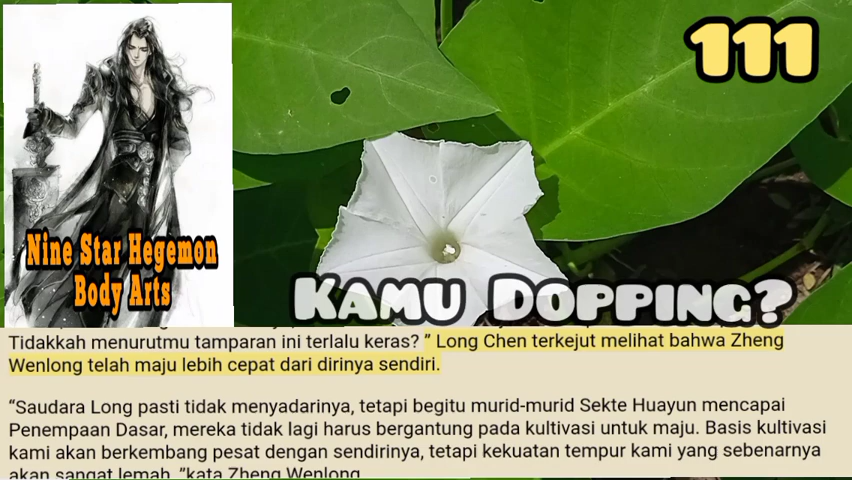 111
Nine Star Hegemon
Body Arts
Kamu Dopping?
Tidakkah menurutmu tamparan ini terlalu keras? ” Long Chen terkejut melihat bahwa Zheng
Wenlong telah maju lebih cepat dari dirinya sendiri.
“Saudara Long pasti tidak menyadarinya, tetapi begitu murid-murid Sekte Huayun mencapai
Penempaan Dasar, mereka tidak lagi harus bergantung pada kultivasi untuk maju. Basis kultivasi
kami akan berkembang pesat dengan sendirinya, tetapi kekuatan tempur kami yang sebenarnya
akan sangat lemah. ”kata Zheng Wenlong